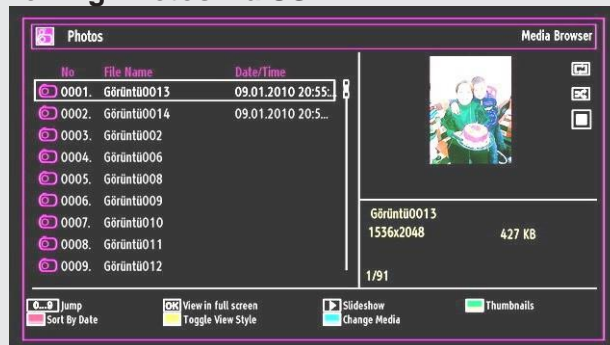 Photos
Media Browser
No File Name Date/Time
0001. Görüntü0013 09.01.2010 20:55:..
0002. Görüntü0014 09.01.2010 20:5...
0003. Görüntü002
0004. Görüntü006
0005. Görüntü008
0006. Görüntü009
0007. Görüntü010
0008. Görüntü011
0009. Görüntü012
Görüntü0013
1536x2048 427 KB
1/91
0...9 Jump OK View in full screen Slideshow Thumbnails
Sort By Date Toggle View Style Change Media